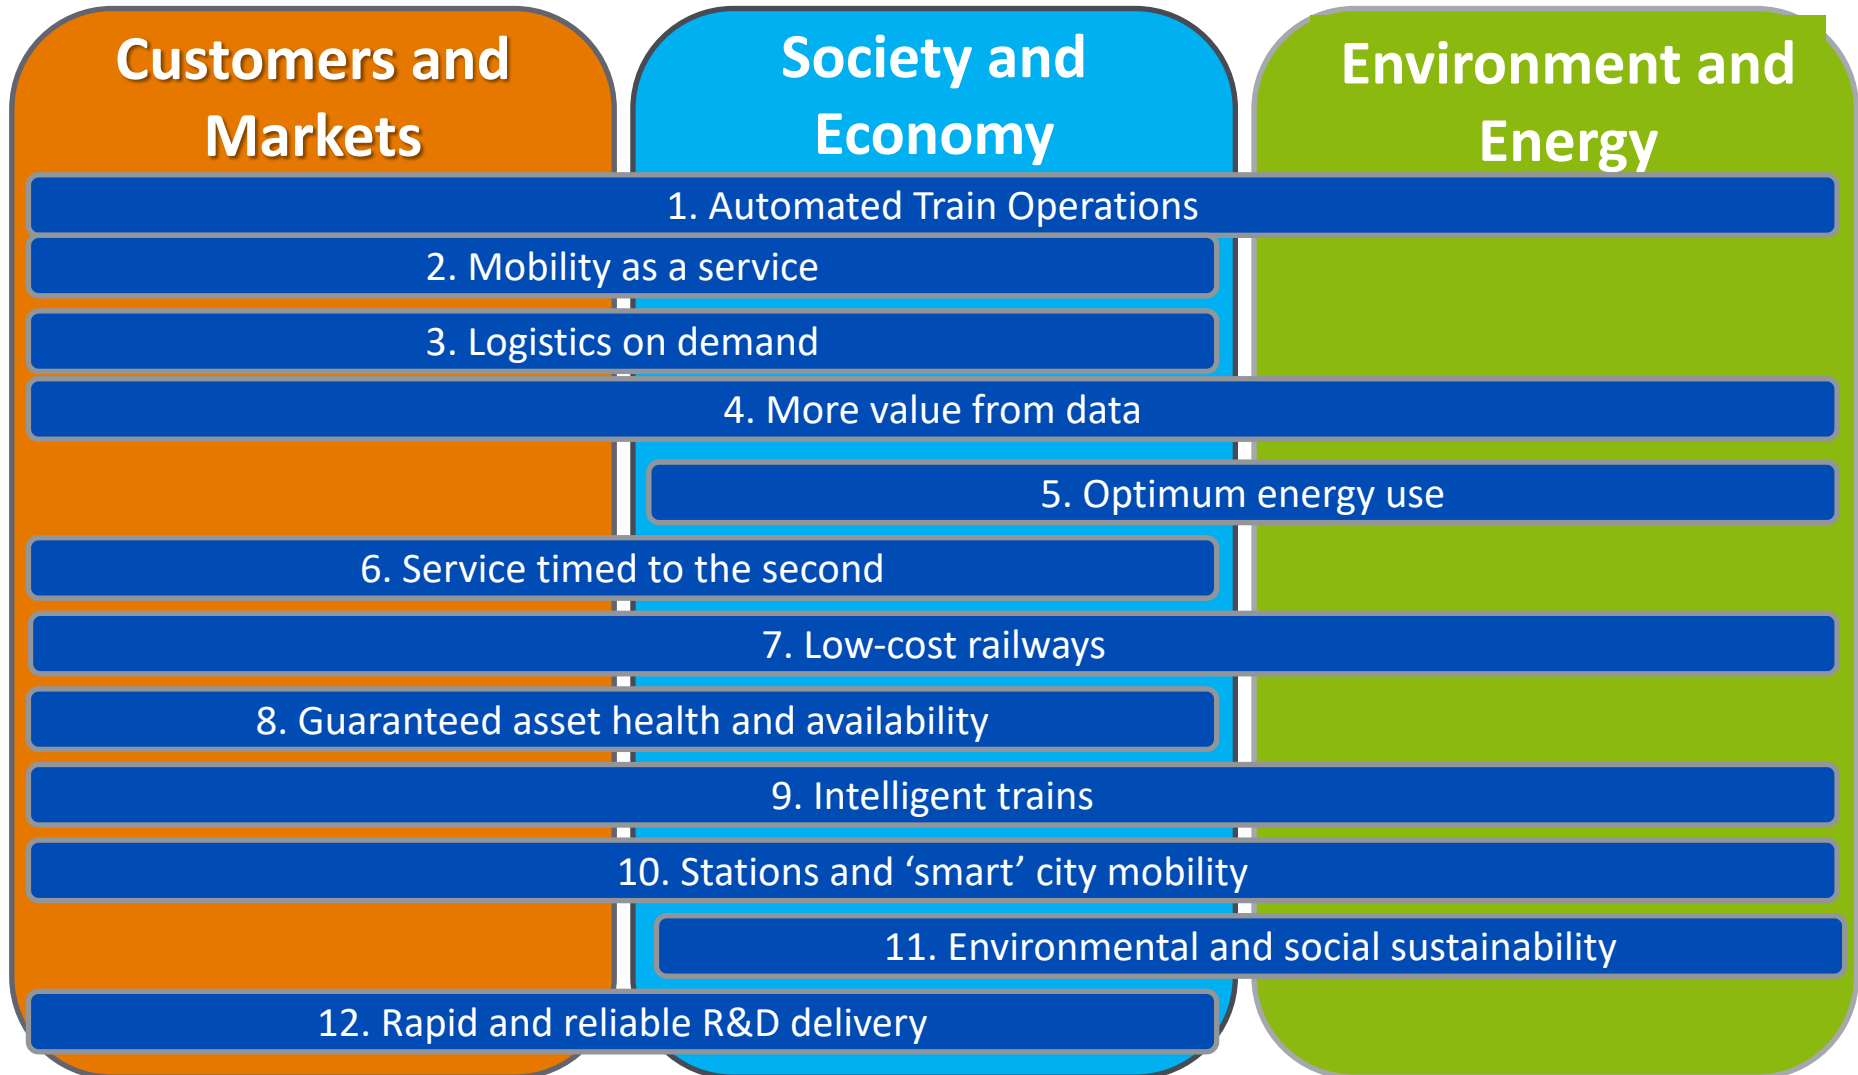 Customers and
Markets
Society and
Economy
Environment and
Energy
1. Automated Train Operations
2. Mobility as a service
3. Logistics on demand
4. More value from data
5. Optimum energy use
6. Service timed to the second
7. Low-cost railways
8. Guaranteed asset health and availability
9. Intelligent trains
10. Stations and ‘smart’ city mobility
11. Environmental and social sustainability
12. Rapid and reliable R&D delivery